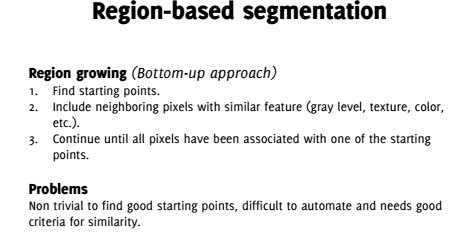 Region-based segmentation
Region growing (Bottom-up approach)
1. Find starting points.
2. Include neighboring pixels with similar feature (gray level, texture, color,
etc.).
3. Continue until all pixels have been associated with one of the starting
points.
Problems
Non trivial to find good starting points, difficult to automate and needs good
criteria for similarity.